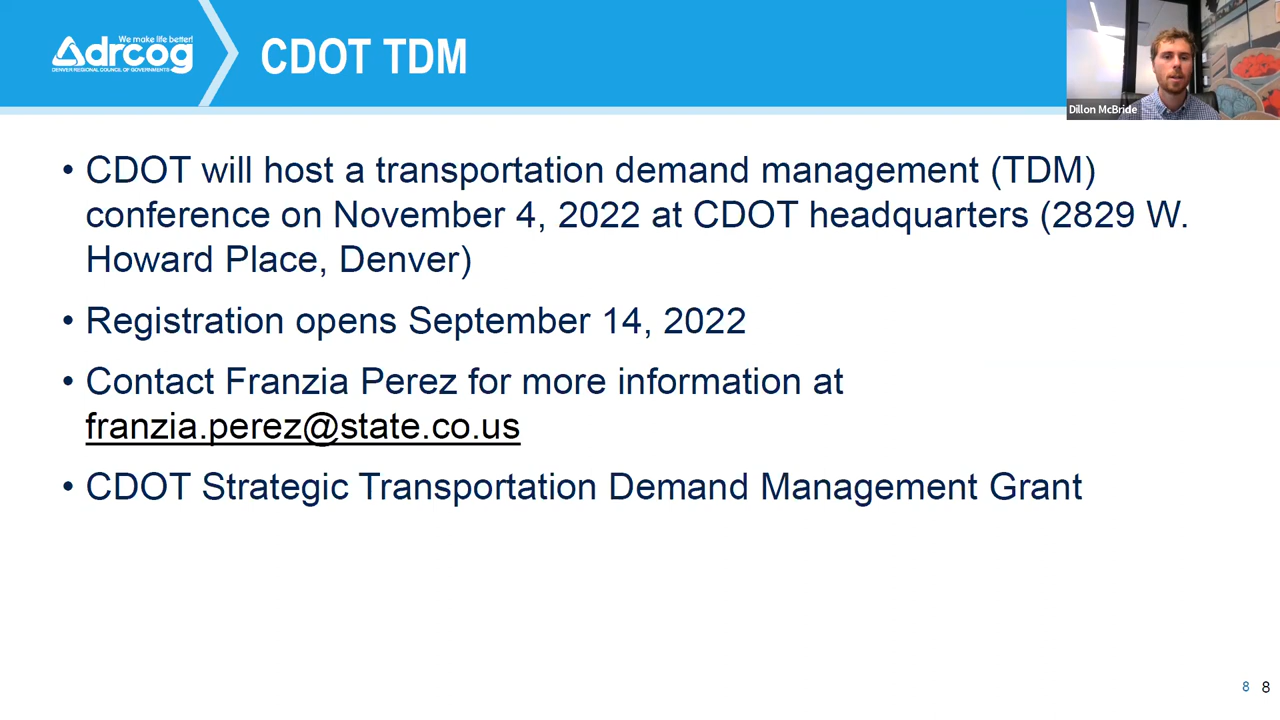 We make life better!
drcog
DENVER REGIONAL COUNCIL OF GOVERNMENTS
CDOT TDM
Dillon McBride
• CDOT will host a transportation demand management (TDM)
conference on November 4, 2022 at CDOT headquarters (2829 W.
Howard Place, Denver)
• Registration opens September 14, 2022
• Contact Franzia Perez for more information at
franzia.perez@state.co.us
• CDOT Strategic Transportation Demand Management Grant
8 8